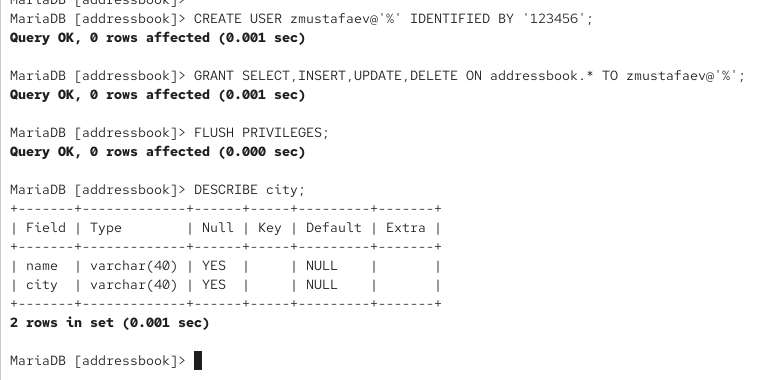 MariaDB [addressbook]>
MariaDB [addressbook]> CREATE USER zmustafaev@'%' IDENTIFIED BY '123456';
Query OK, 0 rows affected (0.001 sec)
MariaDB [addressbook]> GRANT SELECT,INSERT,UPDATE,DELETE ON addressbook.* TO zmustafaev@'%';
Query OK, 0 rows affected (0.001 sec)
MariaDB [addressbook]> FLUSH PRIVILEGES;
Query OK, 0 rows affected (0.000 sec)
MariaDB [addressbook]> DESCRIBE city;
+-------+-------------+------+-----+---------+-------+
| Field | Type        | Null | Key | Default | Extra |
+-------+-------------+------+-----+---------+-------+
| name  | varchar(40) | YES  |     | NULL    |       |
| city  | varchar(40) | YES  |     | NULL    |       |
+-------+-------------+------+-----+---------+-------+
2 rows in set (0.001 sec)
MariaDB [addressbook]>